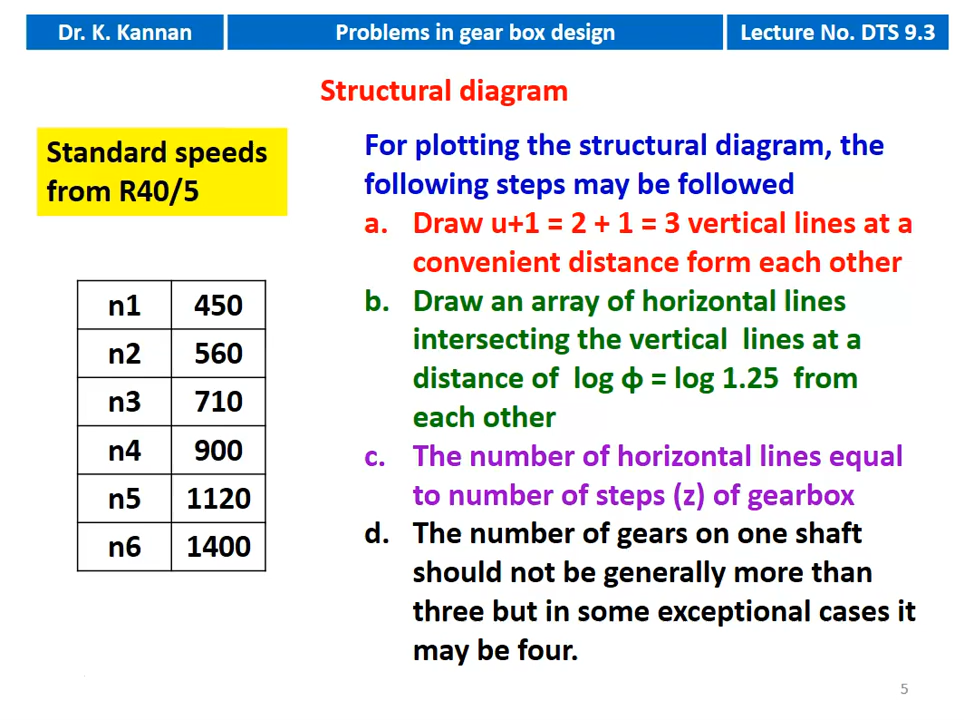 Dr. K. Kannan
Problems in gear box design
Lecture No. DTS 9.3
Structural diagram
Standard speeds
from R40/5
n1 450
n2 560
n3 710
n4 900
n5 1120
n6 1400
For plotting the structural diagram, the
following steps may be followed
a. Draw u+1 = 2 + 1 = 3 vertical lines at a
convenient distance form each other
b. Draw an array of horizontal lines
intersecting the vertical lines at a
distance of log ϕ = log 1.25 from
each other
c. The number of horizontal lines equal
to number of steps (z) of gearbox
d. The number of gears on one shaft
should not be generally more than
three but in some exceptional cases it
may be four.
5